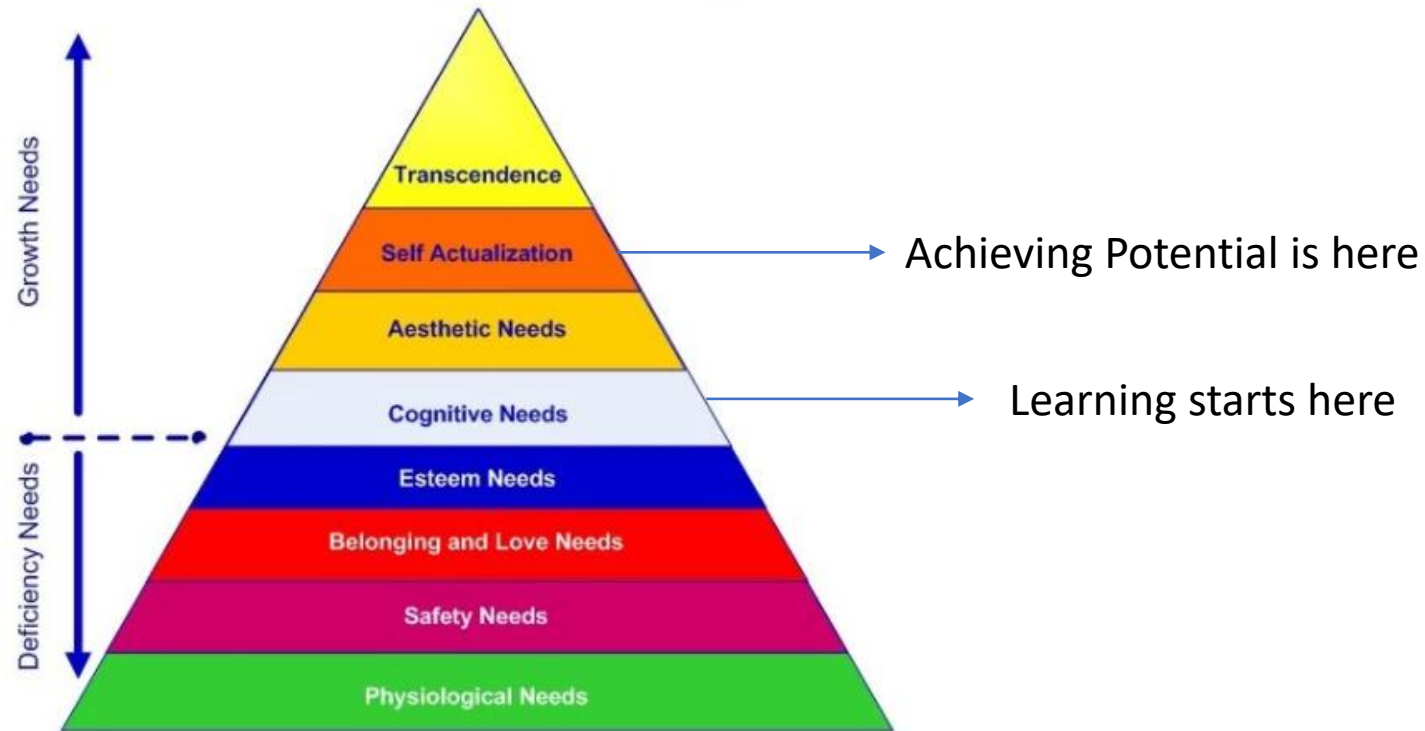 Growth Needs
Deficiency Needs
Transcendence
Self Actualization
Achieving Potential is here
Aesthetic Needs
Cognitive Needs
Learning starts here
Esteem Needs
Belonging and Love Needs
Safety Needs
Physiological Needs